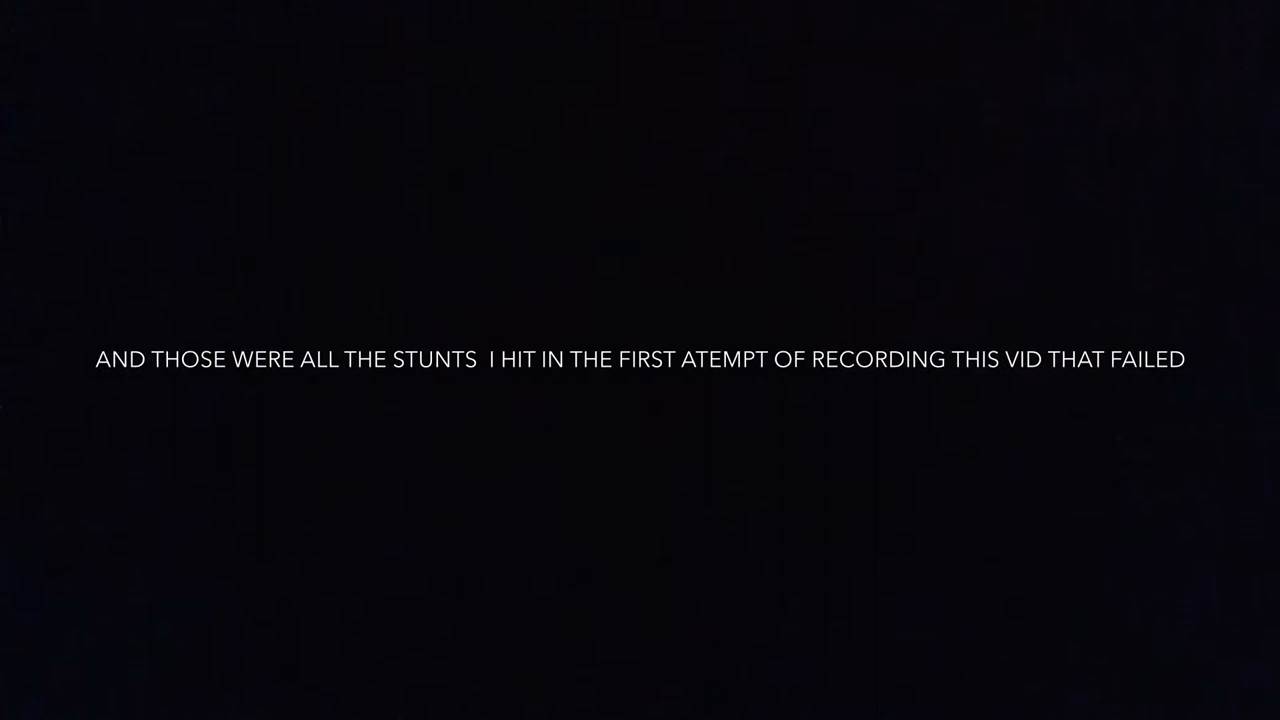 AND THOSE WERE ALL THE STUNTS  I HIT IN THE FIRST ATEMPT OF RECORDING THIS VID THAT FAILED